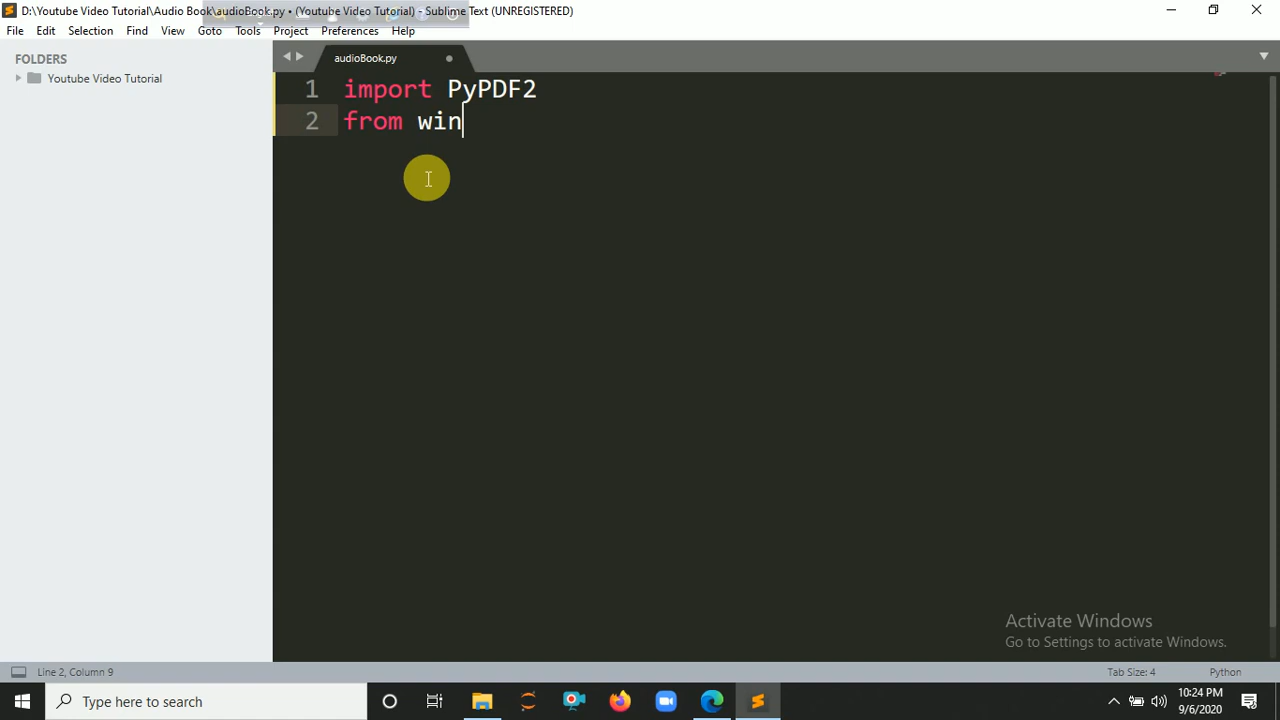 D:\Youtube Video Tutorial\Audio Book\audioBook.py • (Youtube Video Tutorial) - Sublime Text (UNREGISTERED)
File Edit Selection Find View Goto Tools Project Preferences Help
FOLDERS
Youtube Video Tutorial
audioBook.py
1 import PyPDF2
2 from win
Activate Windows
Go to Settings to activate Windows.
Line 2, Column 9
Tab Size: 4
Python
Type here to search
10:24 PM
9/6/2020